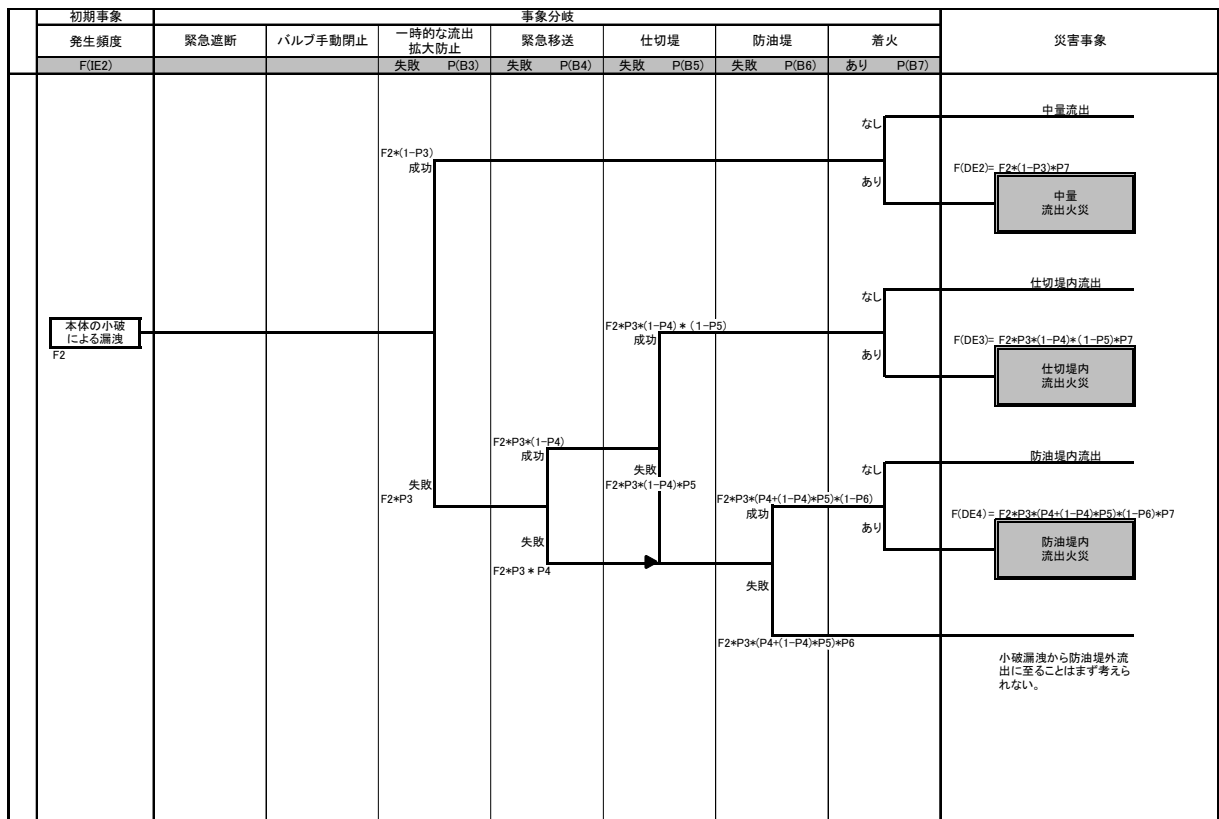 初期事象
事象分岐
発生頻度
緊急遮断
バルブ手動閉止
一時的な流出
拡大防止
緊急移送
仕切堤
防油堤
着火
災害事象
F(IE2)
失敗 P(B3)
失敗 P(B4)
失敗 P(B5)
失敗 P(B6)
あり P(B7)
中量流出
なし
F2*(1-P3)
成功
あり
F(DE2)= F2*(1-P3)*P7
中量
流出火災
仕切堤内流出
なし
本体の小破
による漏洩
F2
F2*P3*(1-P4)*(1-P5)
成功
あり
F(DE3)= F2*P3*(1-P4)*(1-P5)*P7
仕切堤内
流出火災
F2*P3*(1-P4)
成功
防油堤内流出
なし
失敗
F2*P3*(1-P4)*P5
失敗
F2*P3
F2*P3*(P4+(1-P4)*P5)*(1-P6)
成功
あり
F(DE4)= F2*P3*(P4+(1-P4)*P5)*(1-P6)*P7
防油堤内
流出火災
失敗
F2*P3*P4
失敗
F2*P3*(P4+(1-P4)*P5)*P6
小破漏洩から防油堤外流
出に至ることはまず考えら
れない。